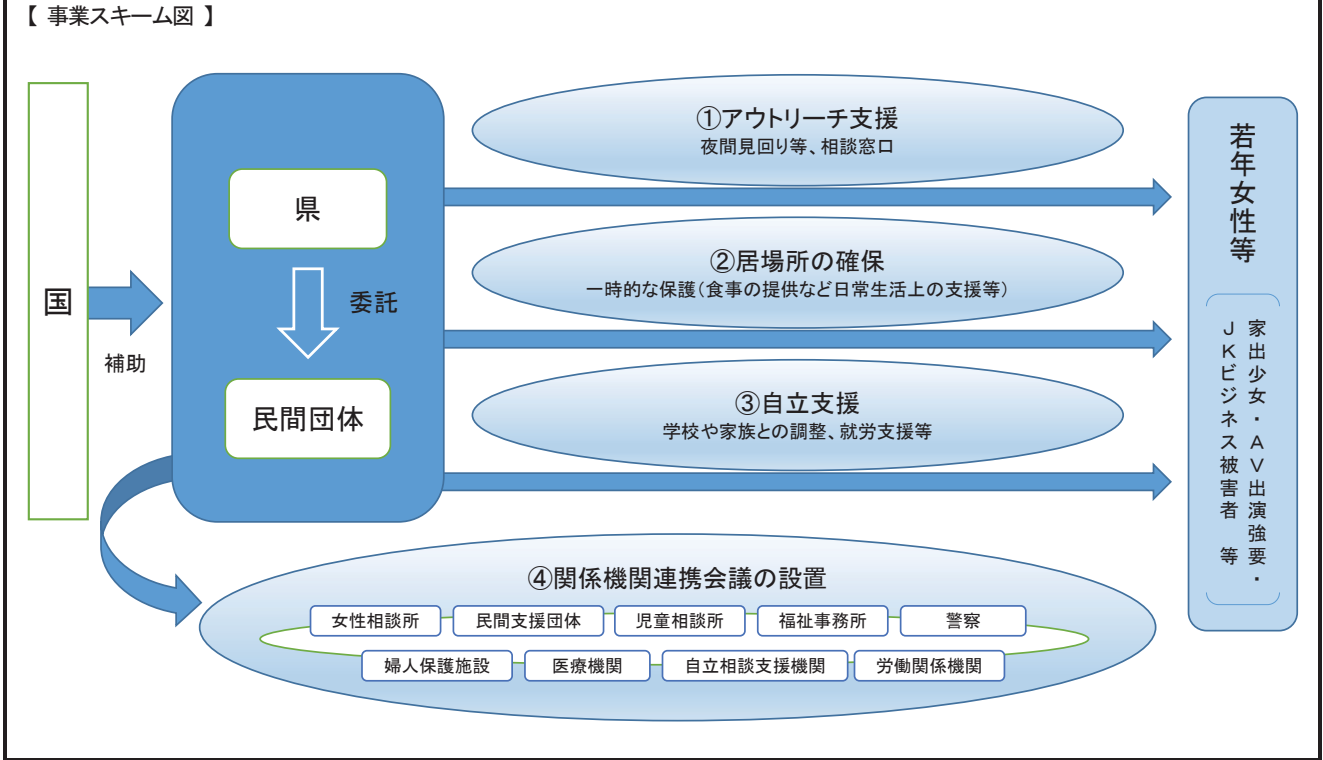 【 事業スキーム図 】
国
補助
県
委託
民間団体
①アウトリーチ支援
夜間見回り等、相談窓口
②居場所の確保
一時的な保護(食事の提供など日常生活上の支援等)
③自立支援
学校や家族との調整、就労支援等
若年女性等
家出少女・AV出演強要・
JKビジネス被害者 等
④関係機関連携会議の設置
女性相談所 民間支援団体 児童相談所 福祉事務所 警察
婦人保護施設 医療機関 自立相談支援機関 労働関係機関